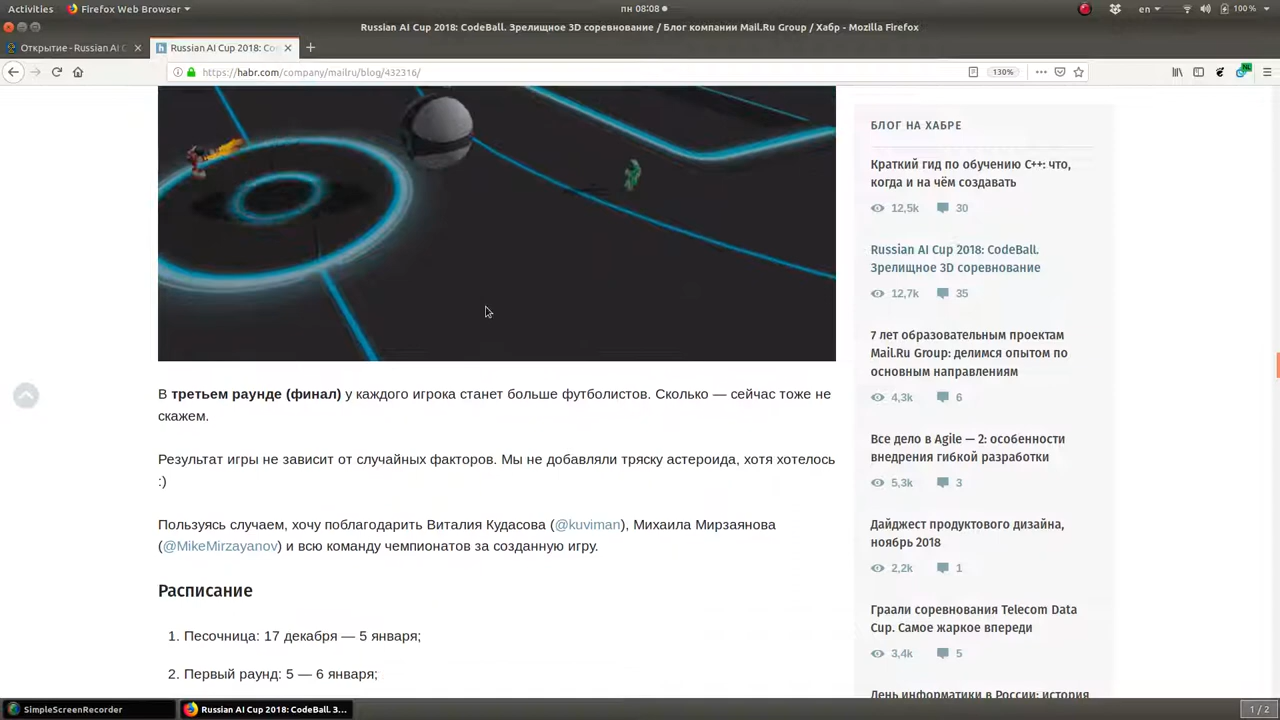 Activities
Firefox Web Browser
пн 08:08
en
100 %
Russian AI Cup 2018: CodeBall. Зрелищное 3D соревнование / Блог компании Mail.Ru Group / Хабр - Mozilla Firefox
Открытие - Russian AI C
Russian AI Cup 2018: Co
https://habr.com/company/mailru/blog/432316/
130%
NL
В третьем раунде (финал) у каждого игрока станет больше футболистов. Сколько — сейчас тоже не
скажем.
Результат игры не зависит от случайных факторов. Мы не добавляли тряску астероида, хотя хотелось
:)
Пользуясь случаем, хочу поблагодарить Виталия Кудасова (@kuviman), Михаила Мирзаянова
(@MikeMirzayanov) и всю команду чемпионатов за созданную игру.
Расписание
1. Песочница: 17 декабря — 5 января;
2. Первый раунд: 5 — 6 января;
БЛОГ НА ХАБРЕ
Краткий гид по обучению C++: что,
когда и на чём создавать
12,5k 30
Russian AI Cup 2018: CodeBall.
Зрелищное 3D соревнование
12,7k 35
7 лет образовательным проектам
Mail.Ru Group: делимся опытом по
основным направлениям
4,3k 6
Все дело в Agile — 2: особенности
внедрения гибкой разработки
5,3k 3
Дайджест продуктового дизайна,
ноябрь 2018
2,2k 1
Граали соревнования Telecom Data
Cup. Самое жаркое впереди
3,4k 5
День информатики в России: история
SimpleScreenRecorder
Russian AI Cup 2018: CodeBall. З...
1 / 2